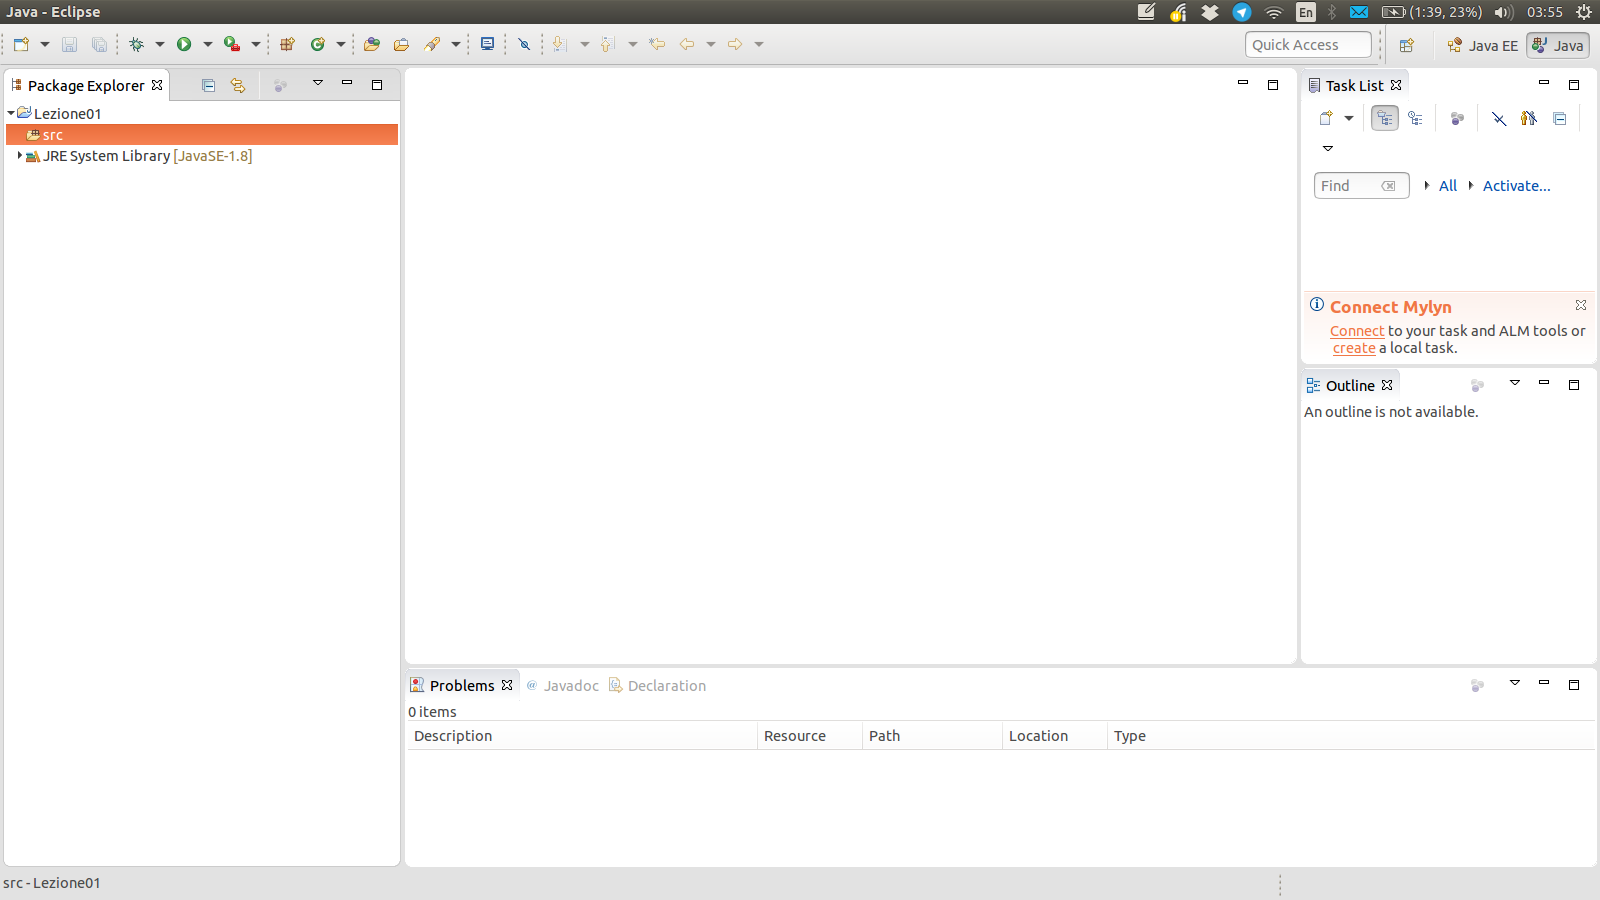 Java - Eclipse
En
(1:39, 23%)
03:55
Quick Access
Java EE
Java
Package Explorer
Lezione01
src
JRE System Library [JavaSE-1.8]
Task List
Find
All
Activate...
Connect Mylyn
Connect to your task and ALM tools or
create a local task.
Outline
An outline is not available.
Problems
@ Javadoc
Declaration
0 items
Description
Resource
Path
Location
Type
src - Lezione01